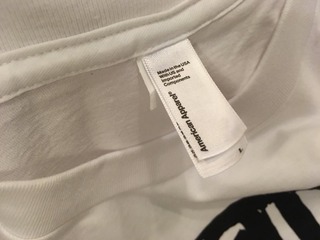 Made in the USA
With US and
Imported
Components
American Apparel®